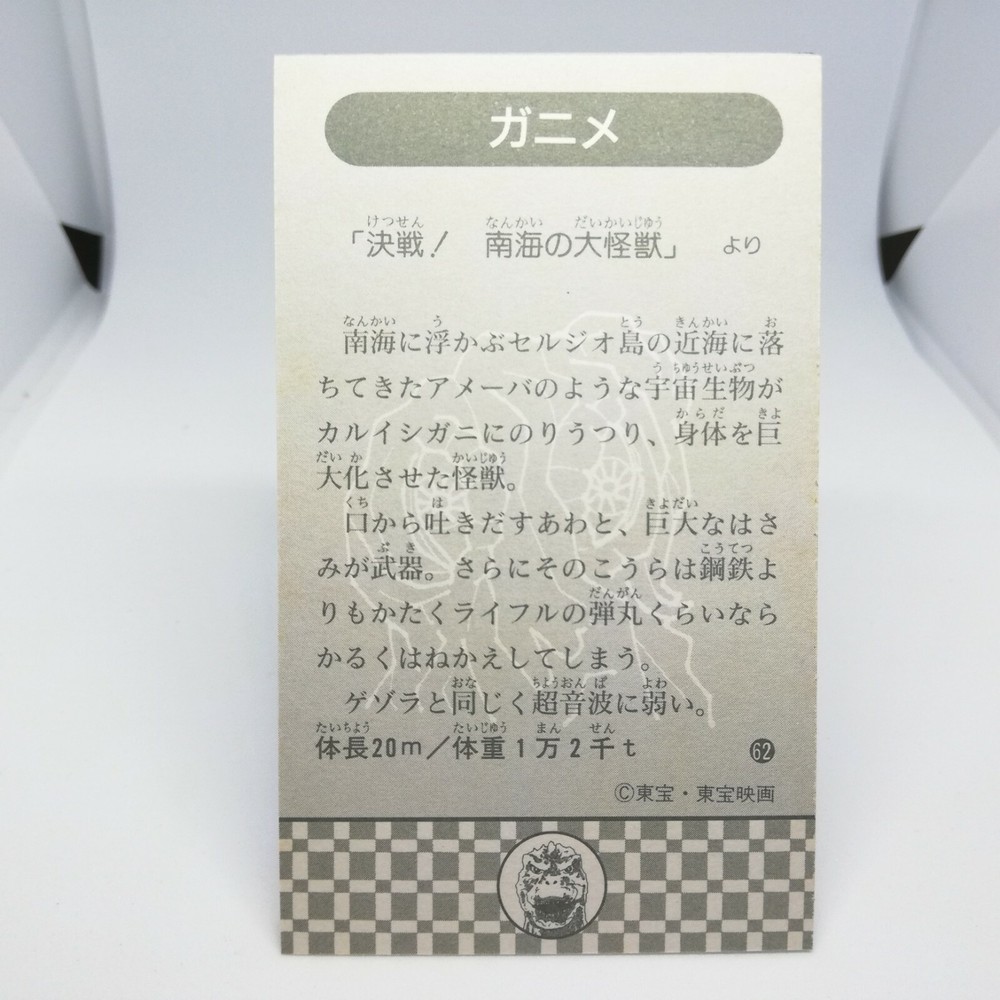 ガニメ
「決戦！　南海の大怪獣」　より
南海に浮かぶセルジオ島の近海に落
ちてきたアメーバのような宇宙生物が
カルイシガニにのりうつり、身体を巨
大化させた怪獣。
口から吐きだすあわと、巨大なはさ
みが武器。さらにそのこうらは鋼鉄よ
りもかたくライフルの弾丸くらいなら
かるくはねかえしてしまう。
ゲゾラと同じく超音波に弱い。
体長20m／体重1万2千t
62
©東宝・東宝映画